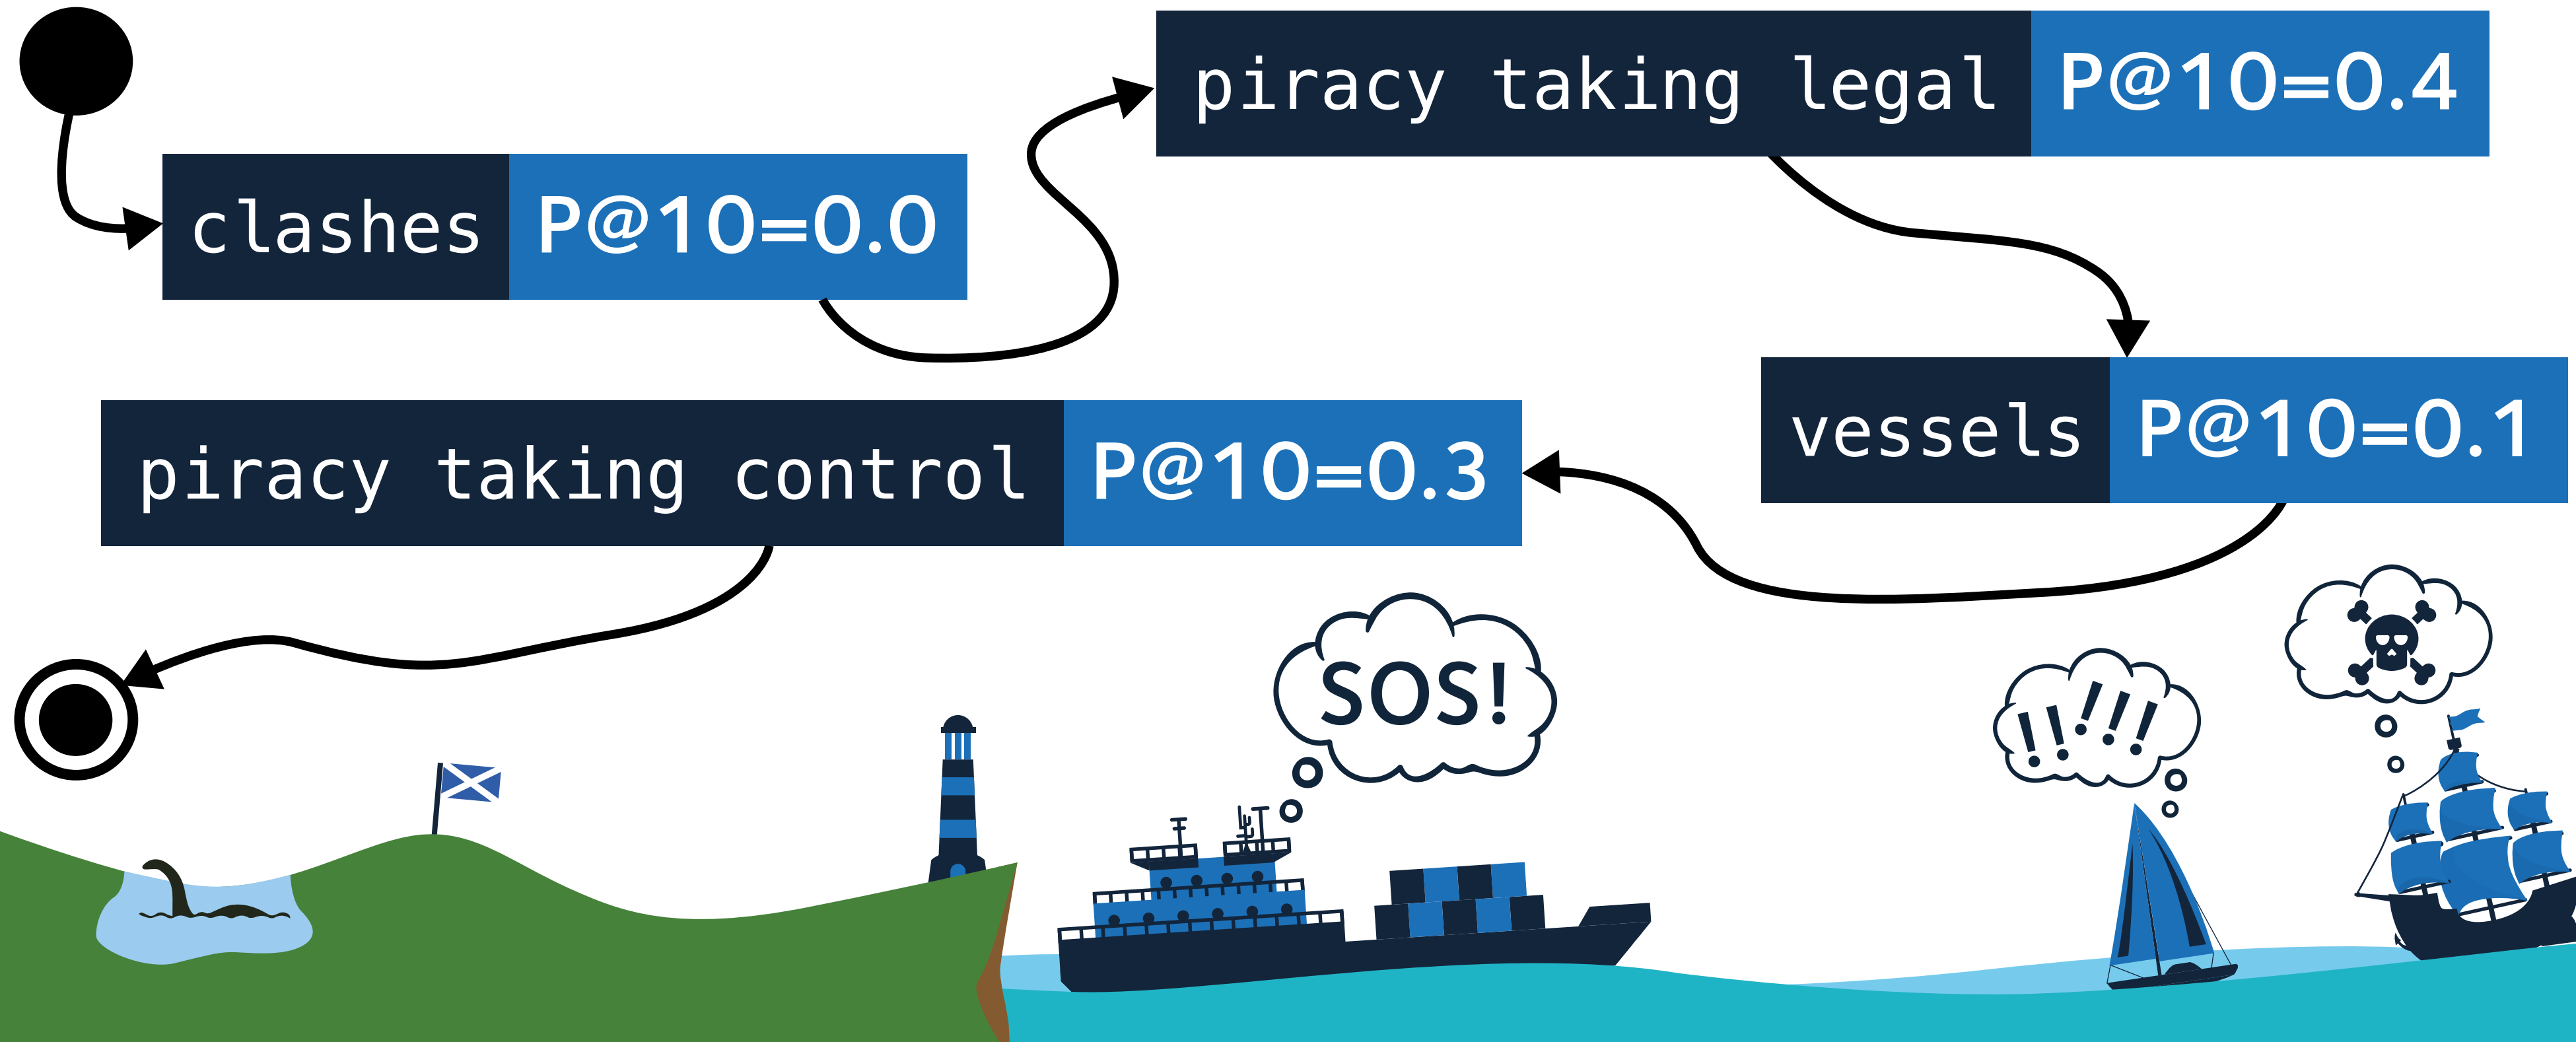 clashes P@10=0.0
piracy taking legal P@10=0.4
vessels P@10=0.1
piracy taking control P@10=0.3
SOS!
!!!!!